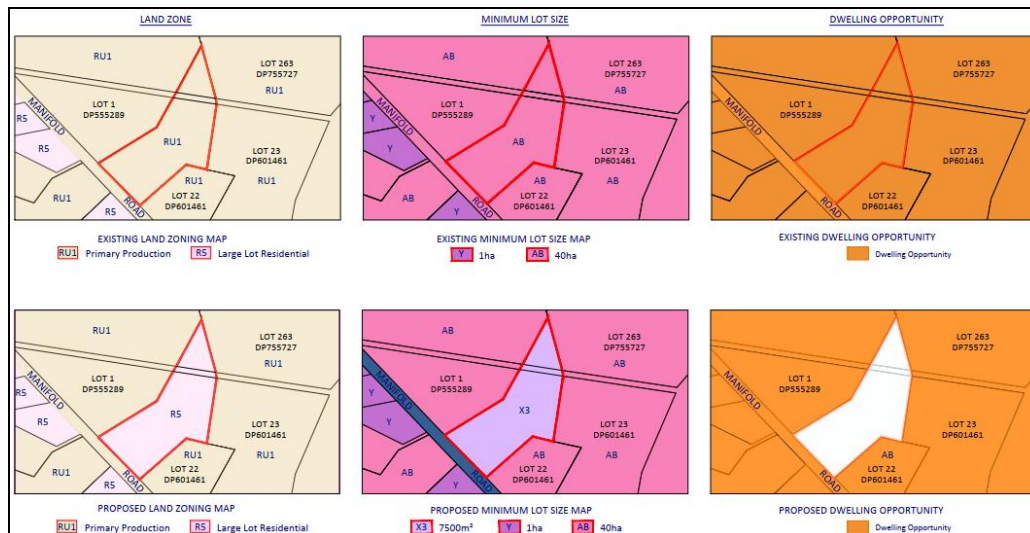 LAND ZONE
MINIMUM LOT SIZE
DWELLING OPPORTUNITY
RU1
LOT 263
DP755727
RU1
LOT 1
DP555289
MANIFOLD
R5
R5
RU1
LOT 23
DP601461
RU1
RU1
LOT 22
DP601461
RU1
R5
ROAD
AB
LOT 263
DP755727
AB
LOT 1
DP555289
MANIFOLD
Y
Y
AB
LOT 23
DP601461
AB
AB
LOT 22
DP601461
AB
Y
ROAD
LOT 263
DP755727
LOT 1
DP555289
MANIFOLD
LOT 23
DP601461
LOT 22
DP601461
ROAD
EXISTING LAND ZONING MAP
RU1 Primary Production R5 Large Lot Residential
EXISTING MINIMUM LOT SIZE MAP
Y 1ha AB 40ha
EXISTING DWELLING OPPORTUNITY
Dwelling Opportunity
RU1
LOT 263
DP755727
RU1
LOT 1
DP555289
MANIFOLD
R5
R5
R5
LOT 23
DP601461
RU1
RU1
LOT 22
DP601461
RU1
R5
ROAD
AB
LOT 263
DP755727
AB
LOT 1
DP555289
MANIFOLD
Y
Y
X3
LOT 23
DP601461
AB
AB
LOT 22
DP601461
AB
Y
ROAD
LOT 263
DP755727
LOT 1
DP555289
MANIFOLD
LOT 23
DP601461
AB
LOT 22
DP601461
ROAD
PROPOSED LAND ZONING MAP
RU1 Primary Production R5 Large Lot Residential
PROPOSED MINIMUM LOT SIZE MAP
X3 7500m² Y 1ha AB 40ha
PROPOSED DWELLING OPPORTUNITY
Dwelling Opportunity